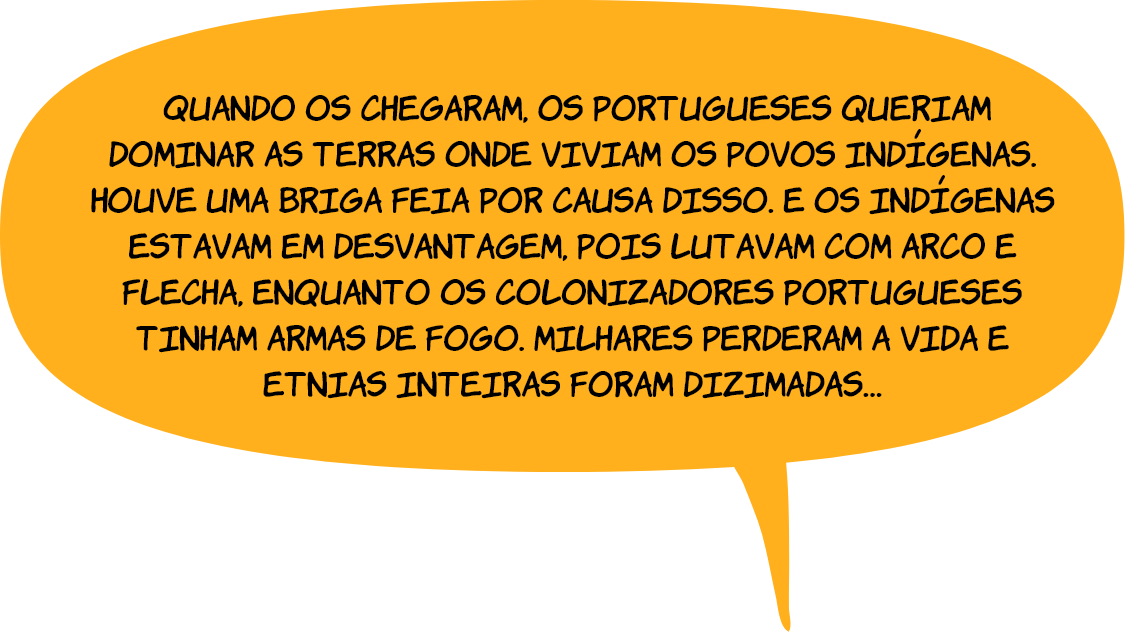 QUANDO OS CHEGARAM, OS PORTUGUESES QUERIAM
DOMINAR AS TERRAS ONDE VIVIAM OS POVOS INDÍGENAS.
HOUVE UMA BRIGA FEIA POR CAUSA DISSO. E OS INDÍGENAS
ESTAVAM EM DESVANTAGEM, POIS LUTAVAM COM ARCO E
FLECHA, ENQUANTO OS COLONIZADORES PORTUGUESES
TINHAM ARMAS DE FOGO. MILHARES PERDERAM A VIDA E
ETNIAS INTEIRAS FORAM DIZIMADAS...